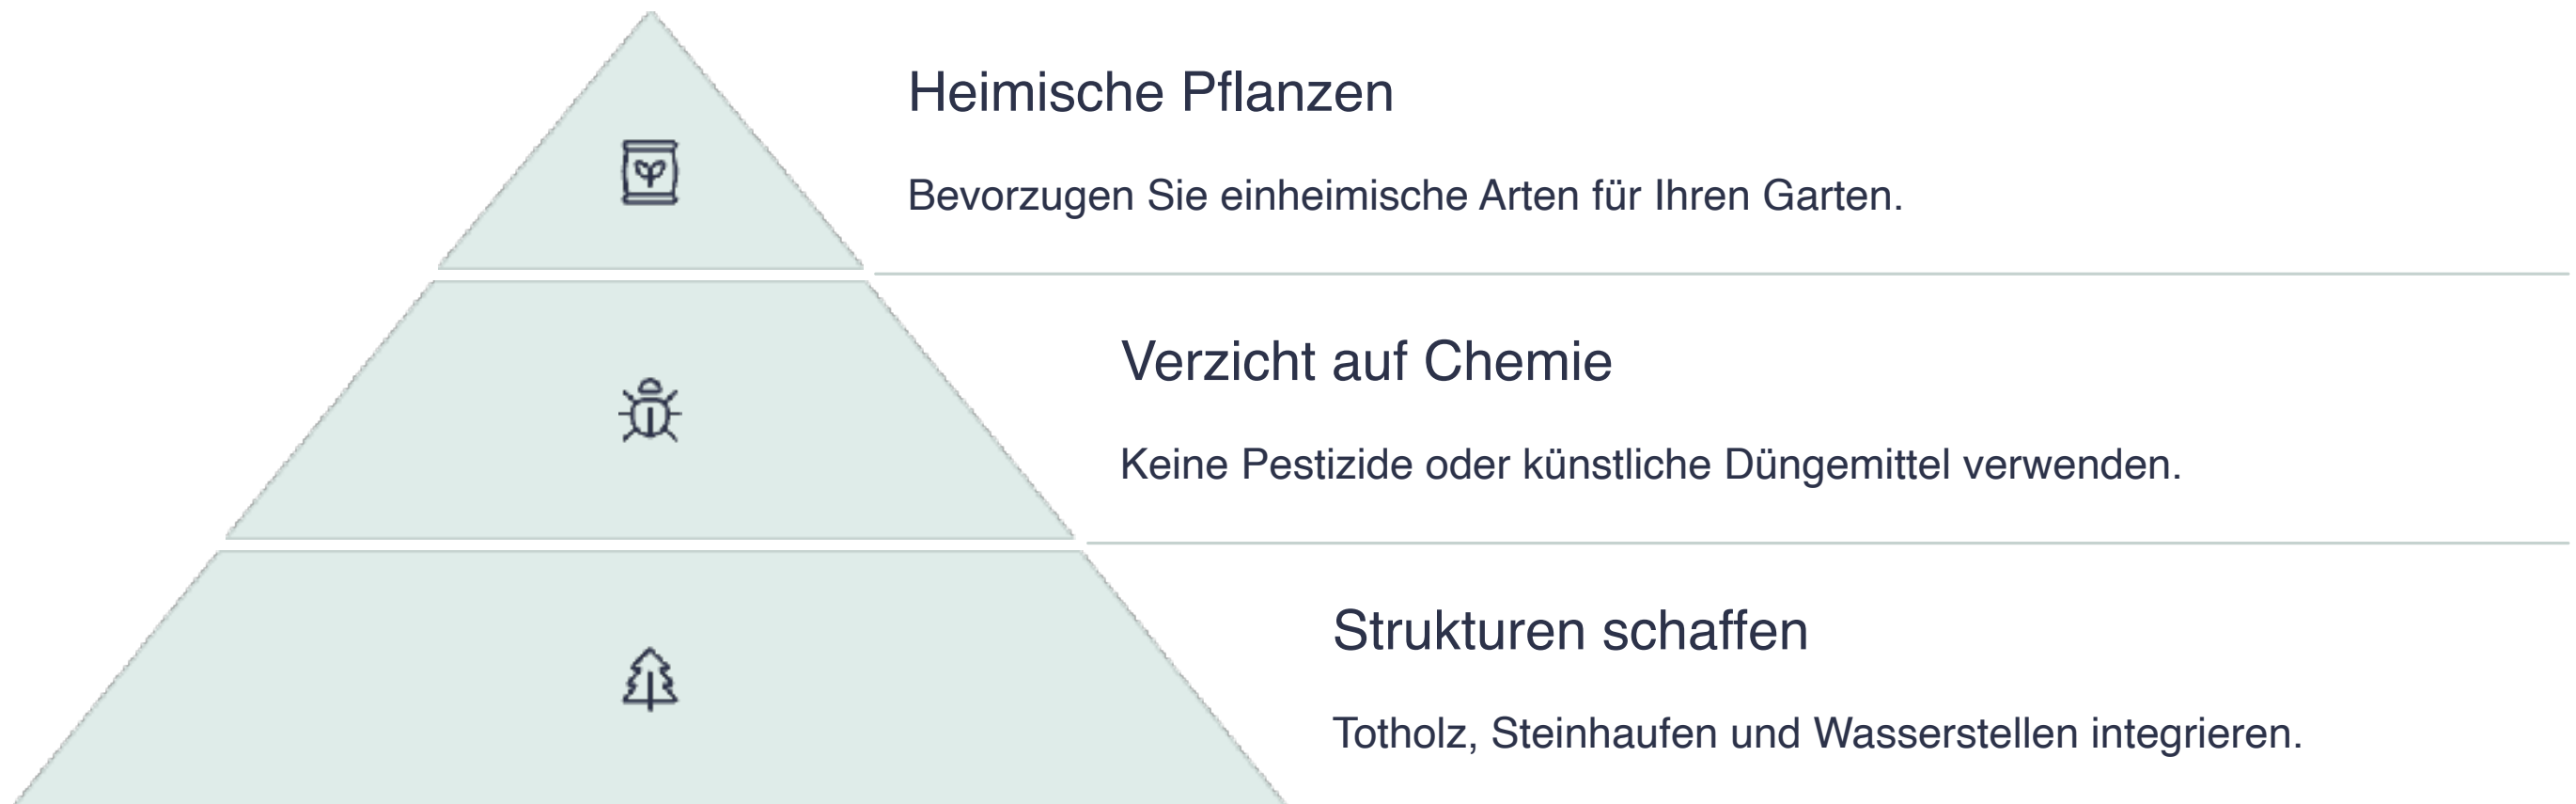 Heimische Pflanzen
Bevorzugen Sie einheimische Arten für Ihren Garten.
Verzicht auf Chemie
Keine Pestizide oder künstliche Düngemittel verwenden.
Strukturen schaffen
Totholz, Steinhaufen und Wasserstellen integrieren.